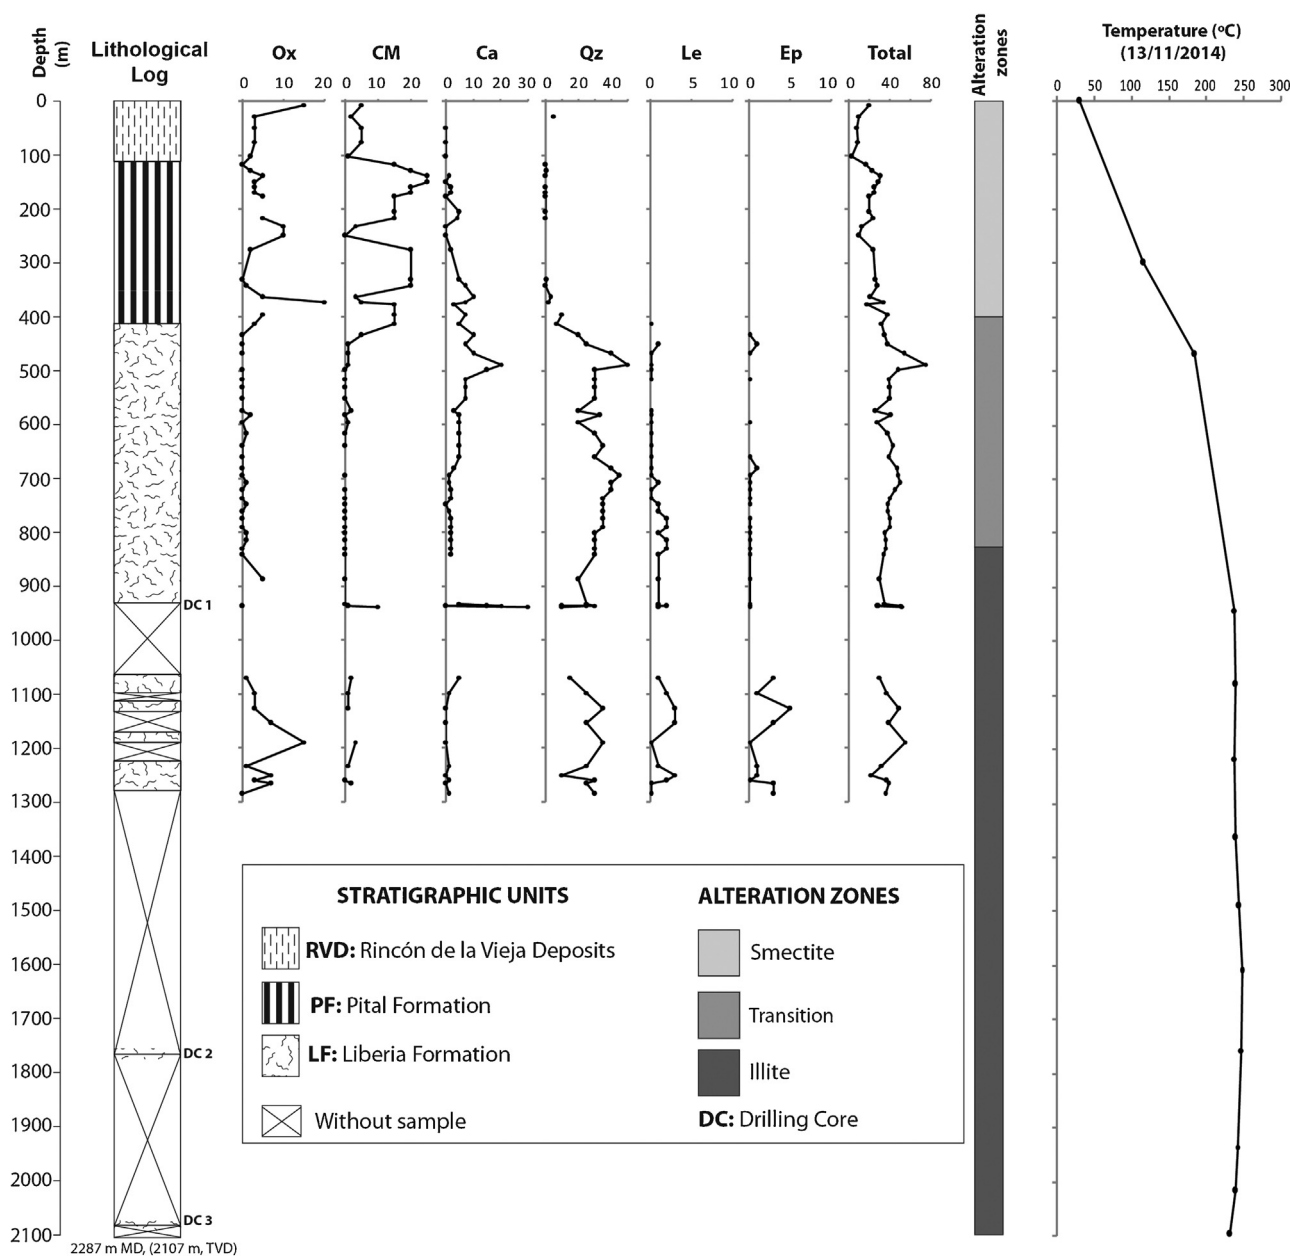 Depth (m)
Lithological
Log
Ox
CM
Ca
Qz
Le
Ep
Total
Alteration zones
Temperature (ºC)
(13/11/2014)
0 10 20
0 10 20
0 10 20
0 20 40
0 5 10
0 5 10
0 40 80
0 50 100 150 200 250 300
0
100
200
300
400
500
600
700
800
900
1000
1100
1200
1300
1400
1500
1600
1700
1800
1900
2000
2100
DC 1
DC 2
DC 3
2287 m MD, (2107 m, TVD)
STRATIGRAPHIC UNITS
RVD: Rincón de la Vieja Deposits
PF: Pital Formation
LF: Liberia Formation
Without sample
ALTERATION ZONES
Smectite
Transition
Illite
DC: Drilling Core